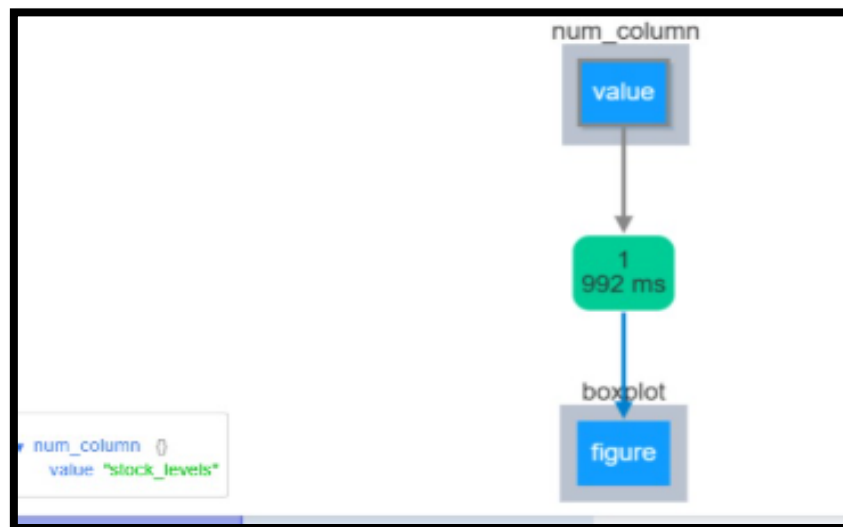 num_column
value
1
992 ms
boxplot
figure
num_column {}
value "stock_levels"